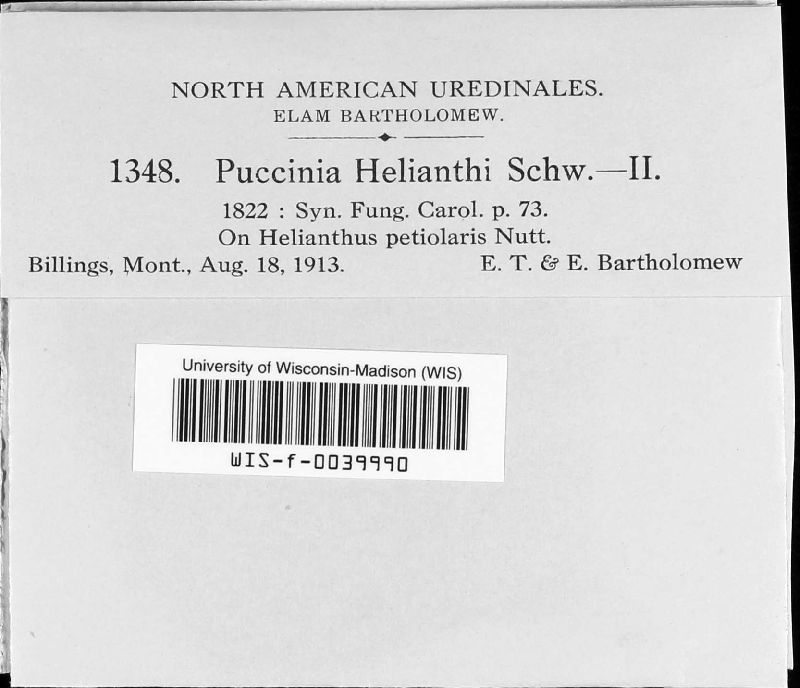 NORTH AMERICAN UREDINALES.
ELAM BARTHOLOMEW.
1348. Puccinia Helianthi Schw.—II.
1822 : Syn. Fung. Carol. p. 73.
On Helianthus petiolaris Nutt.
Billings, Mont., Aug. 18, 1913. E. T. & E. Bartholomew
University of Wisconsin-Madison (WIS)
WIS-f-0039990